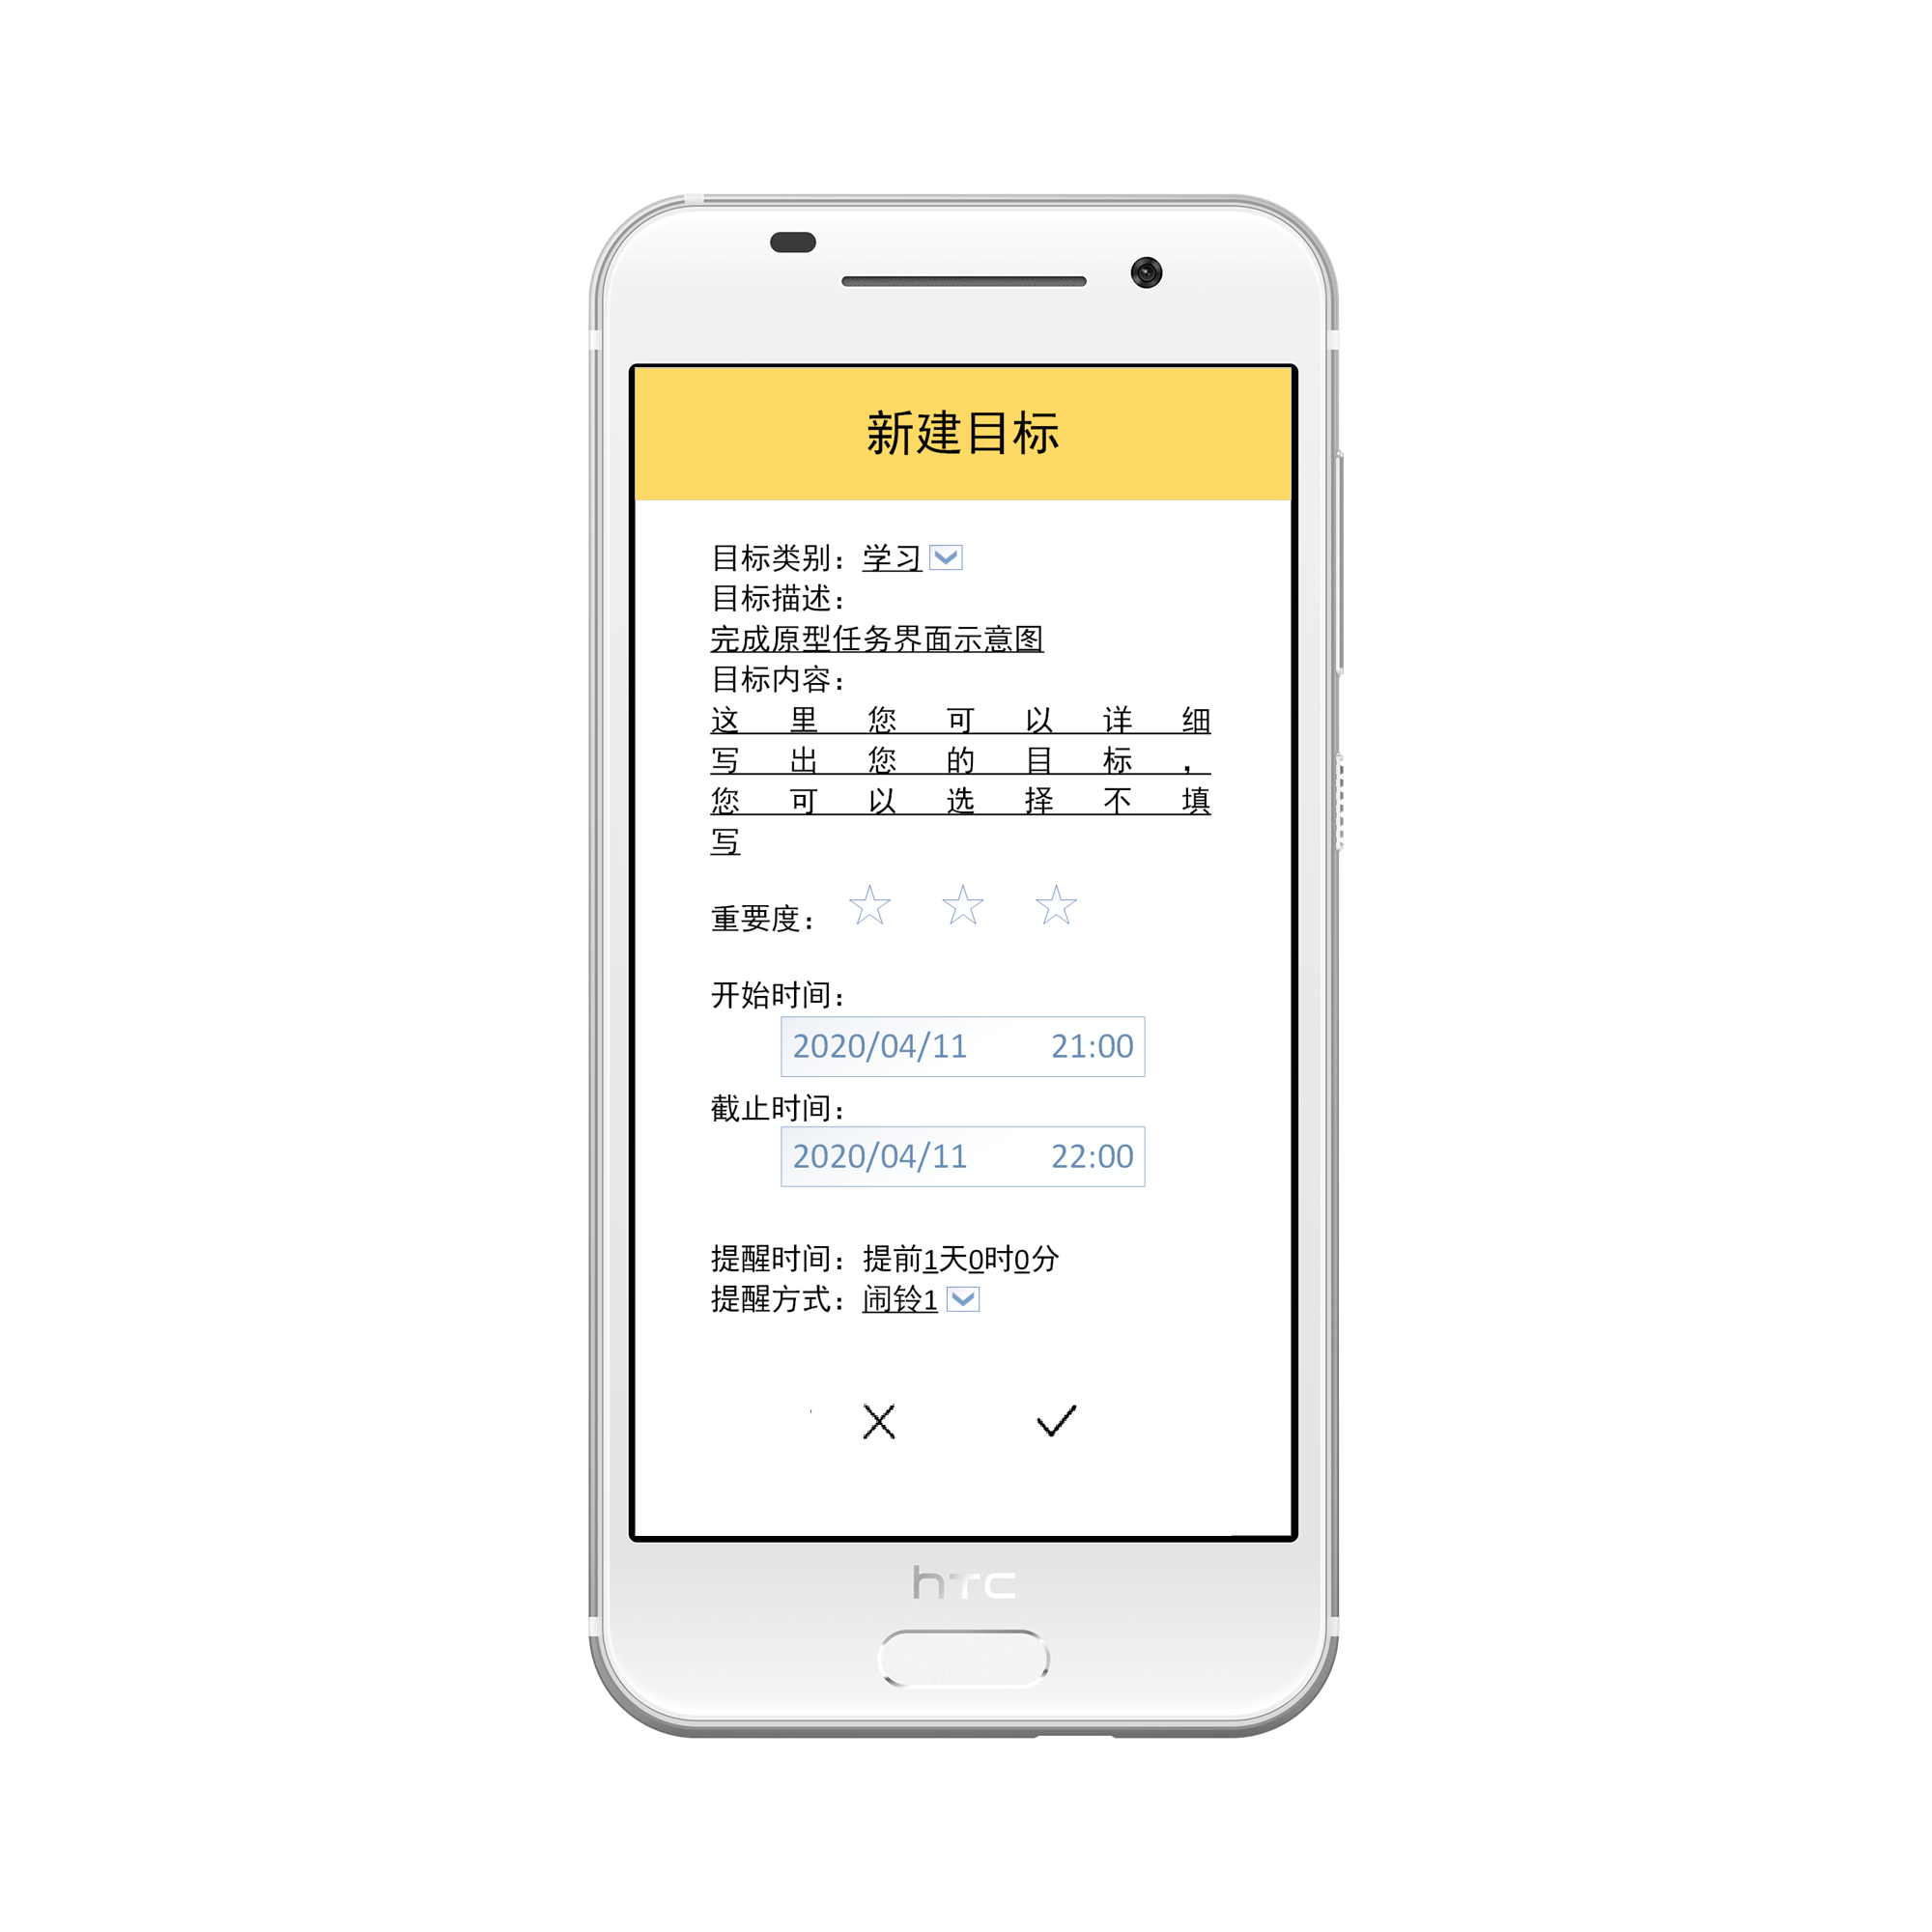 新建目标
目标类别：学习
目标描述：
完成原型任务界面示意图
目标内容：
这里您可以详细
写出您的目标，
您可以选择不填
写
重要度：
开始时间：
2020/04/11 21:00
截止时间：
2020/04/11 22:00
提醒时间：提前1天0时0分
提醒方式：闹铃1
hTC